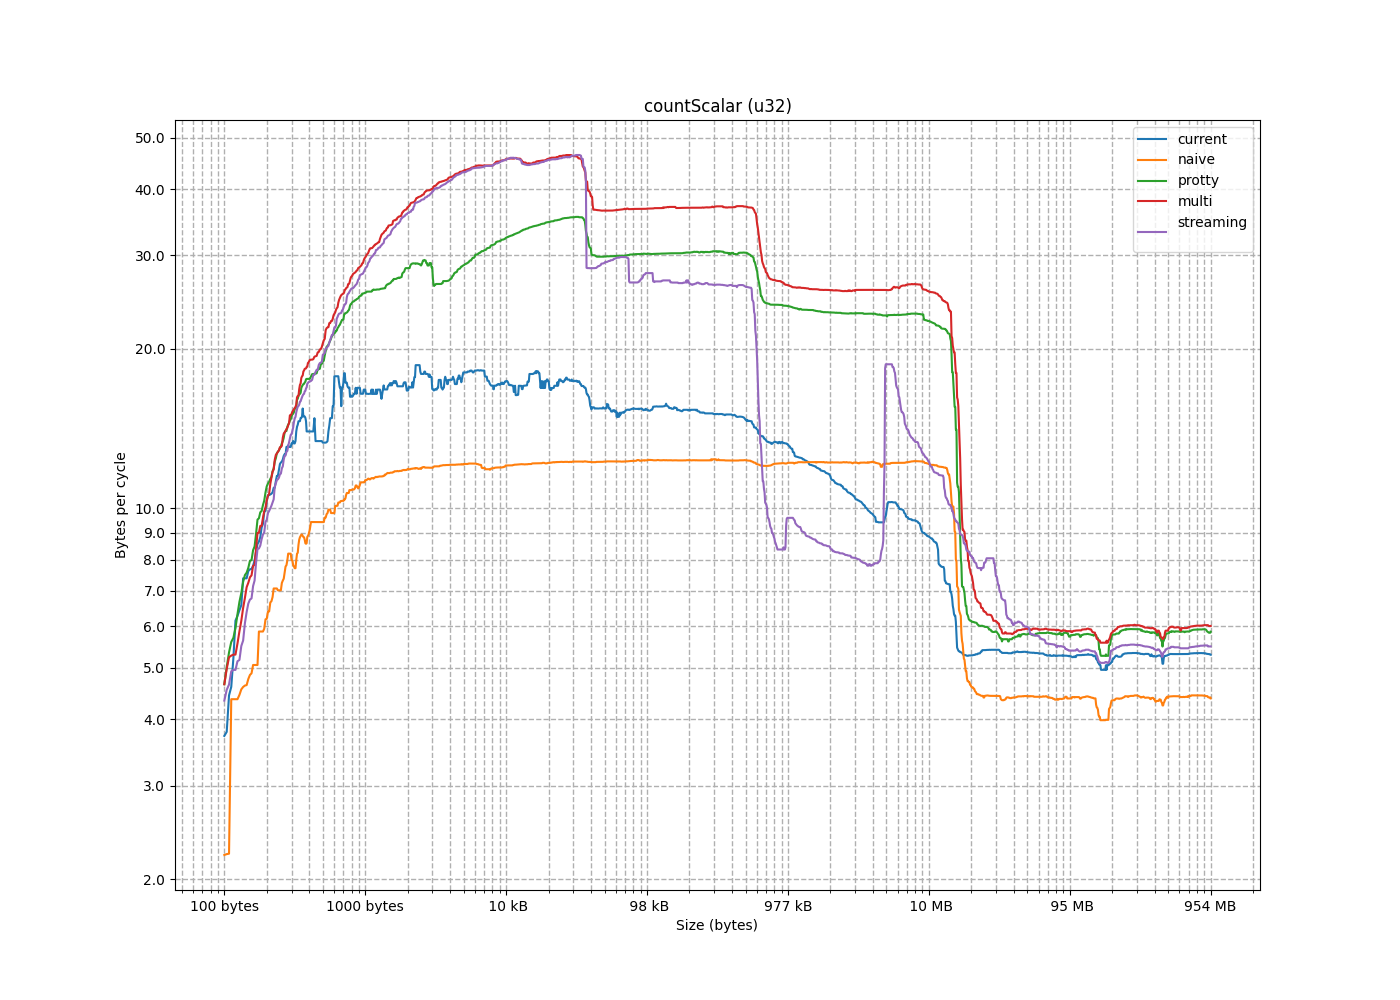 countScalar (u32)
50.0
40.0
30.0
20.0
10.0
9.0
8.0
7.0
6.0
5.0
4.0
3.0
2.0
Bytes per cycle
current
naive
protty
multi
streaming
100 bytes
1000 bytes
10 kB
98 kB
977 kB
10 MB
95 MB
954 MB
Size (bytes)